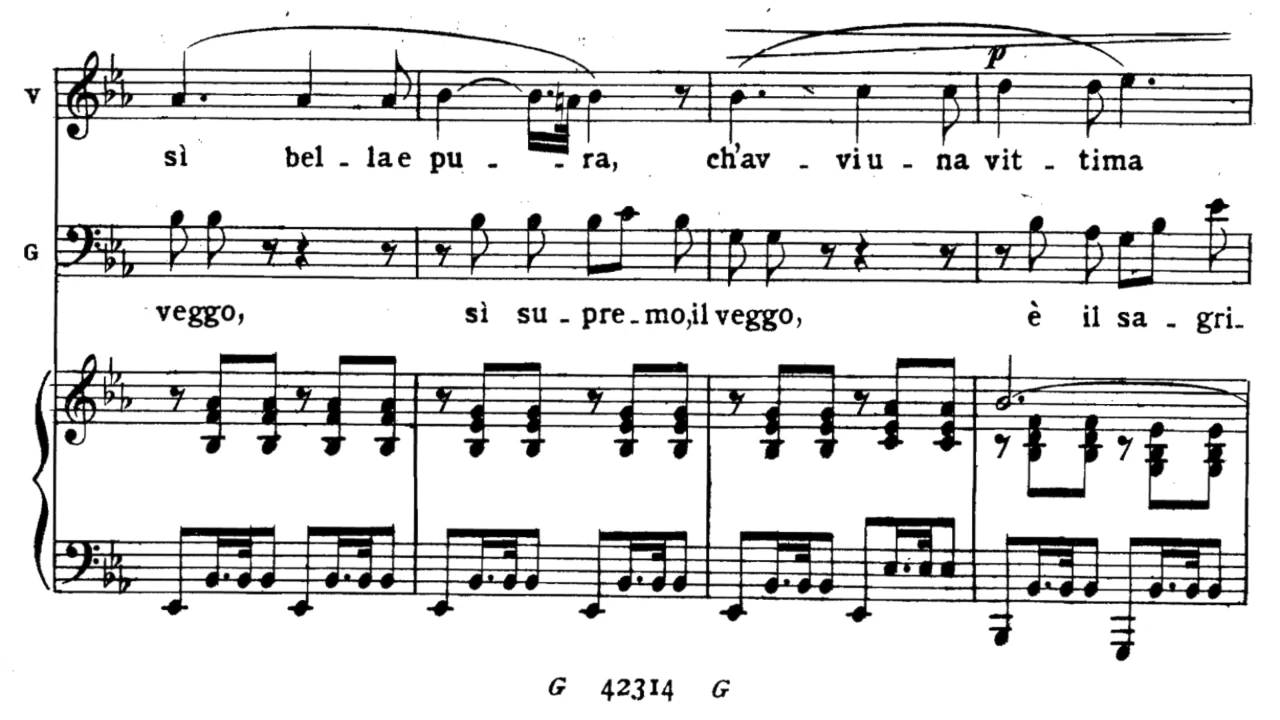 p
V
sì bel - la e pu - - ra, ch'av - vi u - na vit - tima
G
veggo, sì su - pre - mo, il veggo, è il sa - gri -
G 42314 G